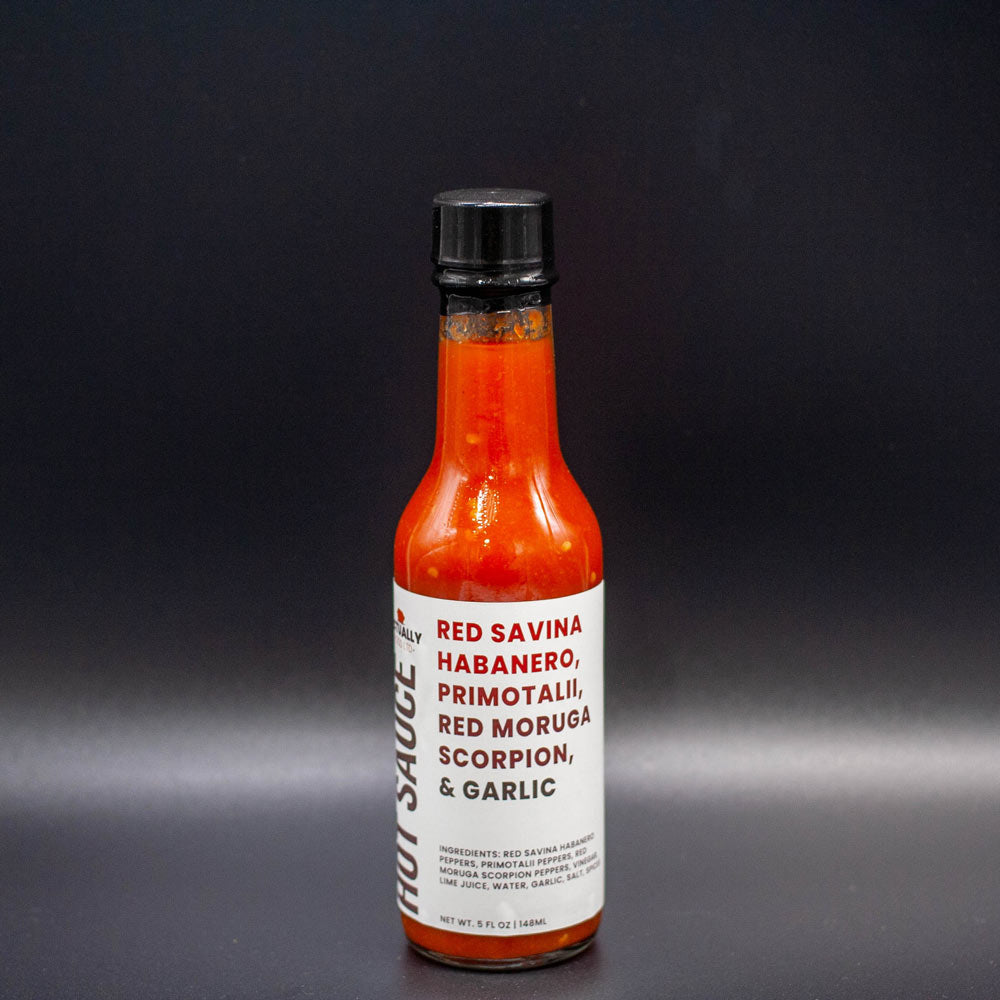 HOT SAUCE
RED SAVINA
HABANERO,
PRIMOTALII,
RED MORUGA
SCORPION,
& GARLIC
INGREDIENTS: RED SAVINA HABANERO
PEPPERS, PRIMOTALII PEPPERS, RED
MORUGA SCORPION PEPPERS, VINEGAR,
LIME JUICE, WATER, GARLIC, SALT, SPICES
NET WT. 5 FL OZ | 148ML